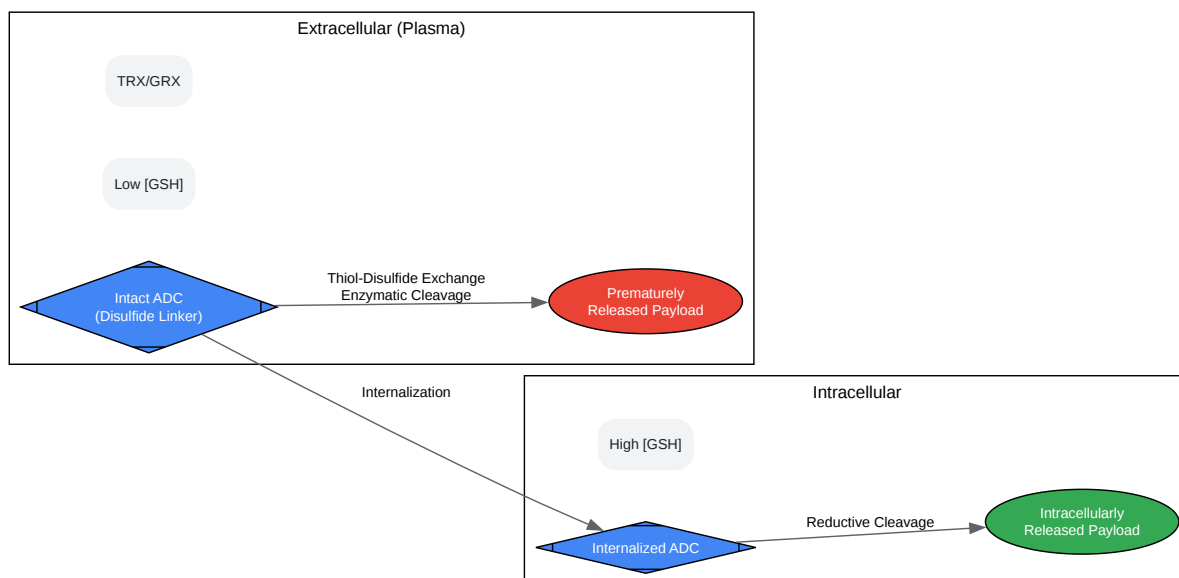 Extracellular (Plasma)
TRX/GRX
Low [GSH]
Intact ADC
(Disulfide Linker)
Thiol-Disulfide Exchange
Enzymatic Cleavage
Prematurely
Released Payload
Internalization
Intracellular
High [GSH]
Internalized ADC
Reductive Cleavage
Intracellularly
Released Payload